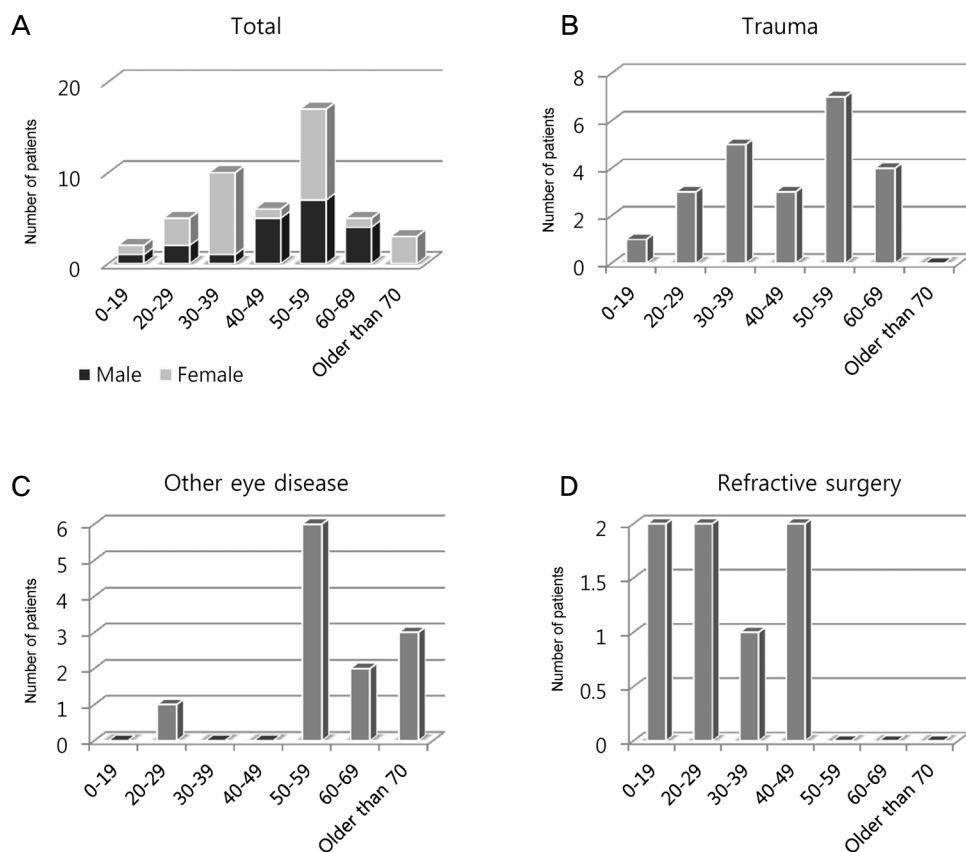 A
Total
Number of patients
20
10
0
0-19
20-29
30-39
40-49
50-59
60-69
Older than 70
Male Female
B
Trauma
Number of patients
8
6
4
2
0
0-19
20-29
30-39
40-49
50-59
60-69
Older than 70
C
Other eye disease
Number of patients
6
5
4
3
2
1
0
0-19
20-29
30-39
40-49
50-59
60-69
Older than 70
D
Refractive surgery
Number of patients
2
1.5
1
0.5
0
0-19
20-29
30-39
40-49
50-59
60-69
Older than 70